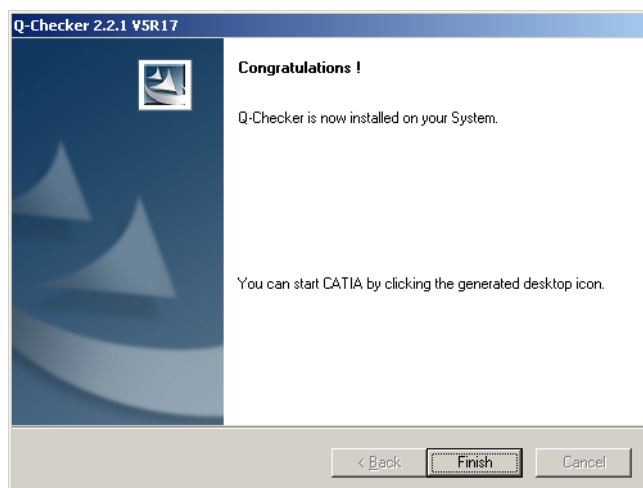 Q-Checker 2.2.1 V5R17
Congratulations !
Q-Checker is now installed on your System.
You can start CATIA by clicking the generated desktop icon.
< Back
Finish
Cancel